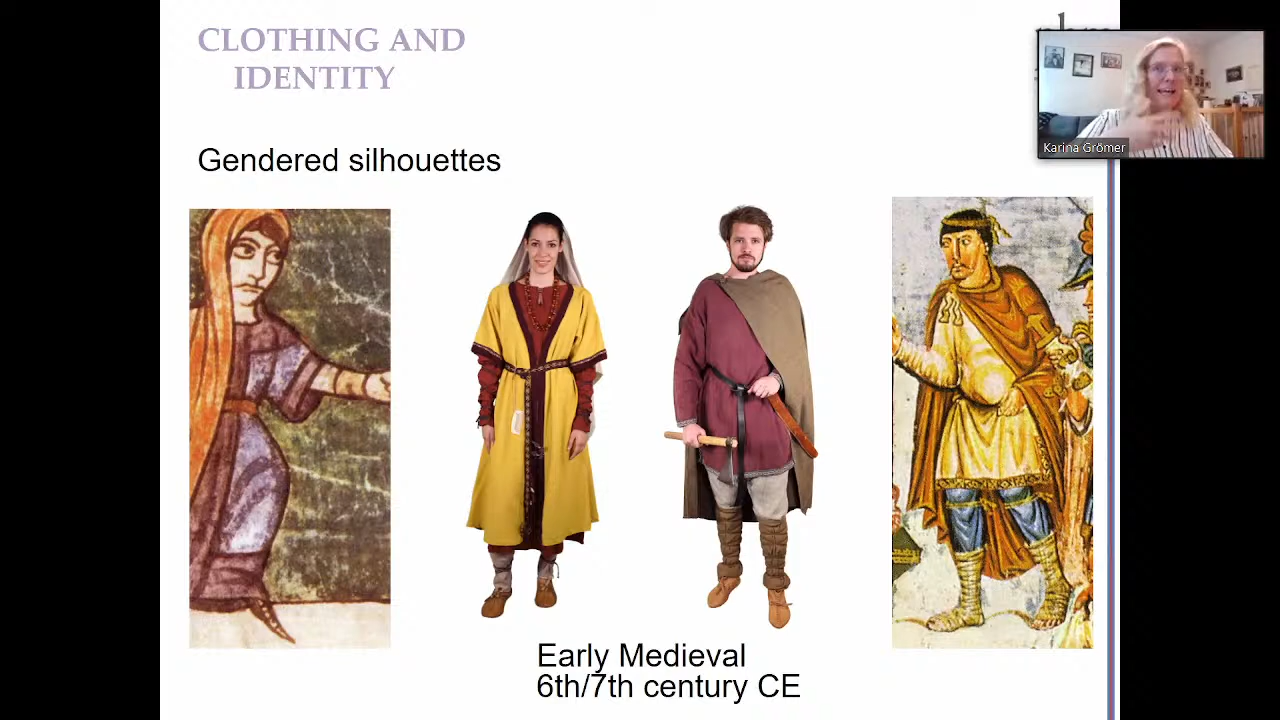 CLOTHING AND
IDENTITY
Karina Grömer
Gendered silhouettes
Early Medieval
6th/7th century CE